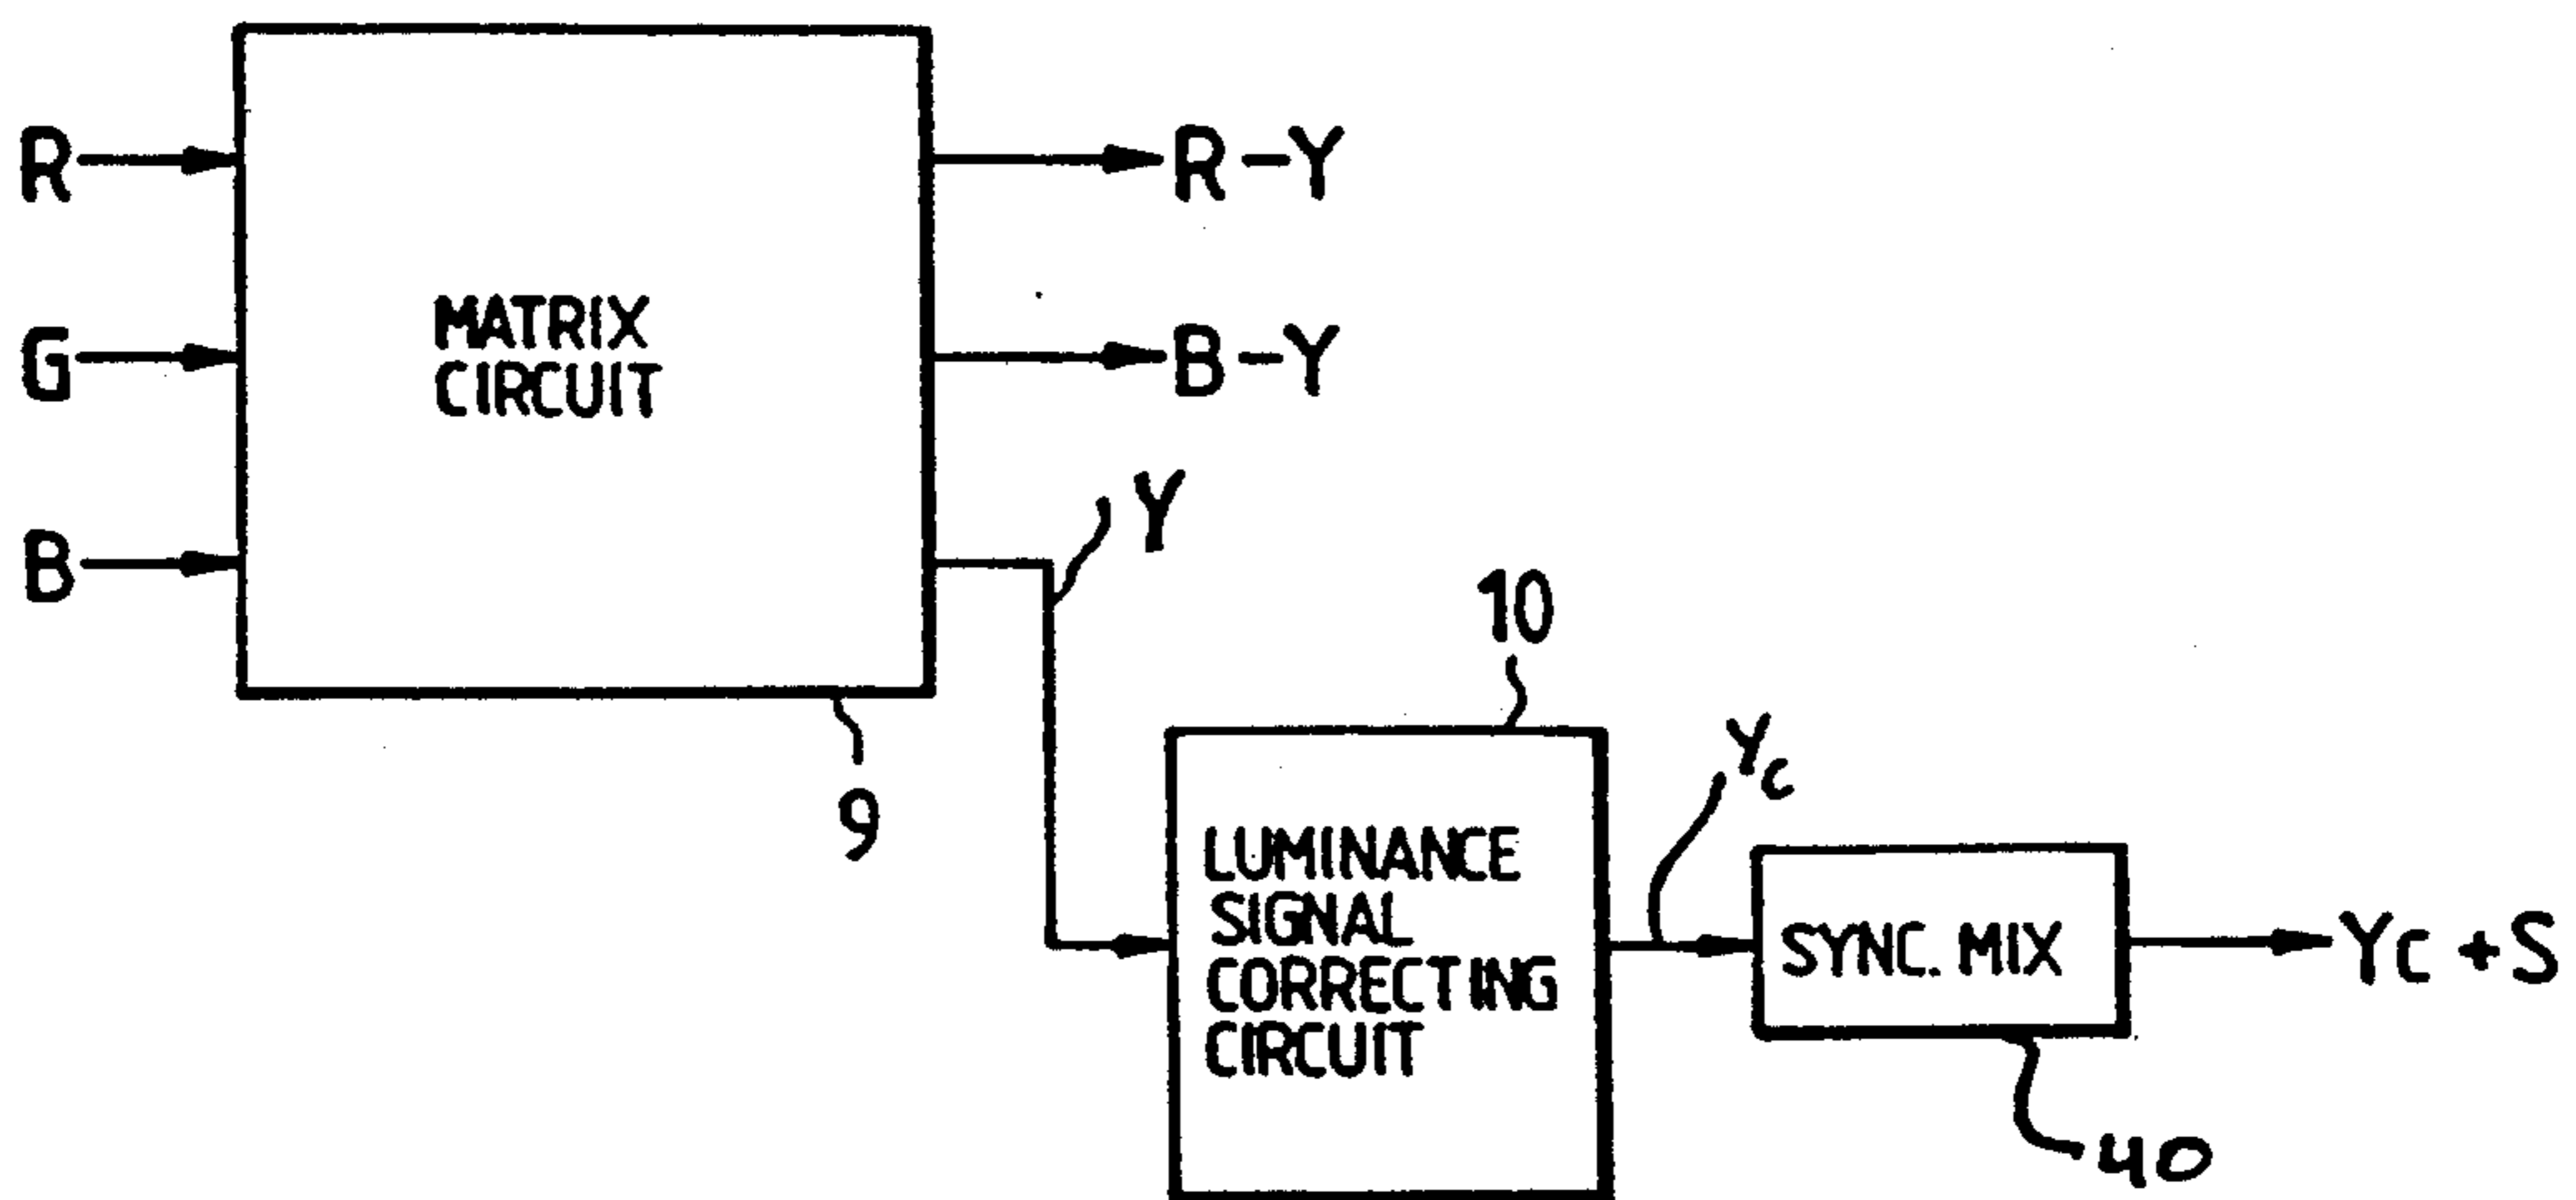 R
R-Y
MATRIX
CIRCUIT
G
B-Y
B
Y
9
10
LUMINANCE
SIGNAL
CORRECTING
CIRCUIT
Yc
SYNC. MIX
Yc+S
40